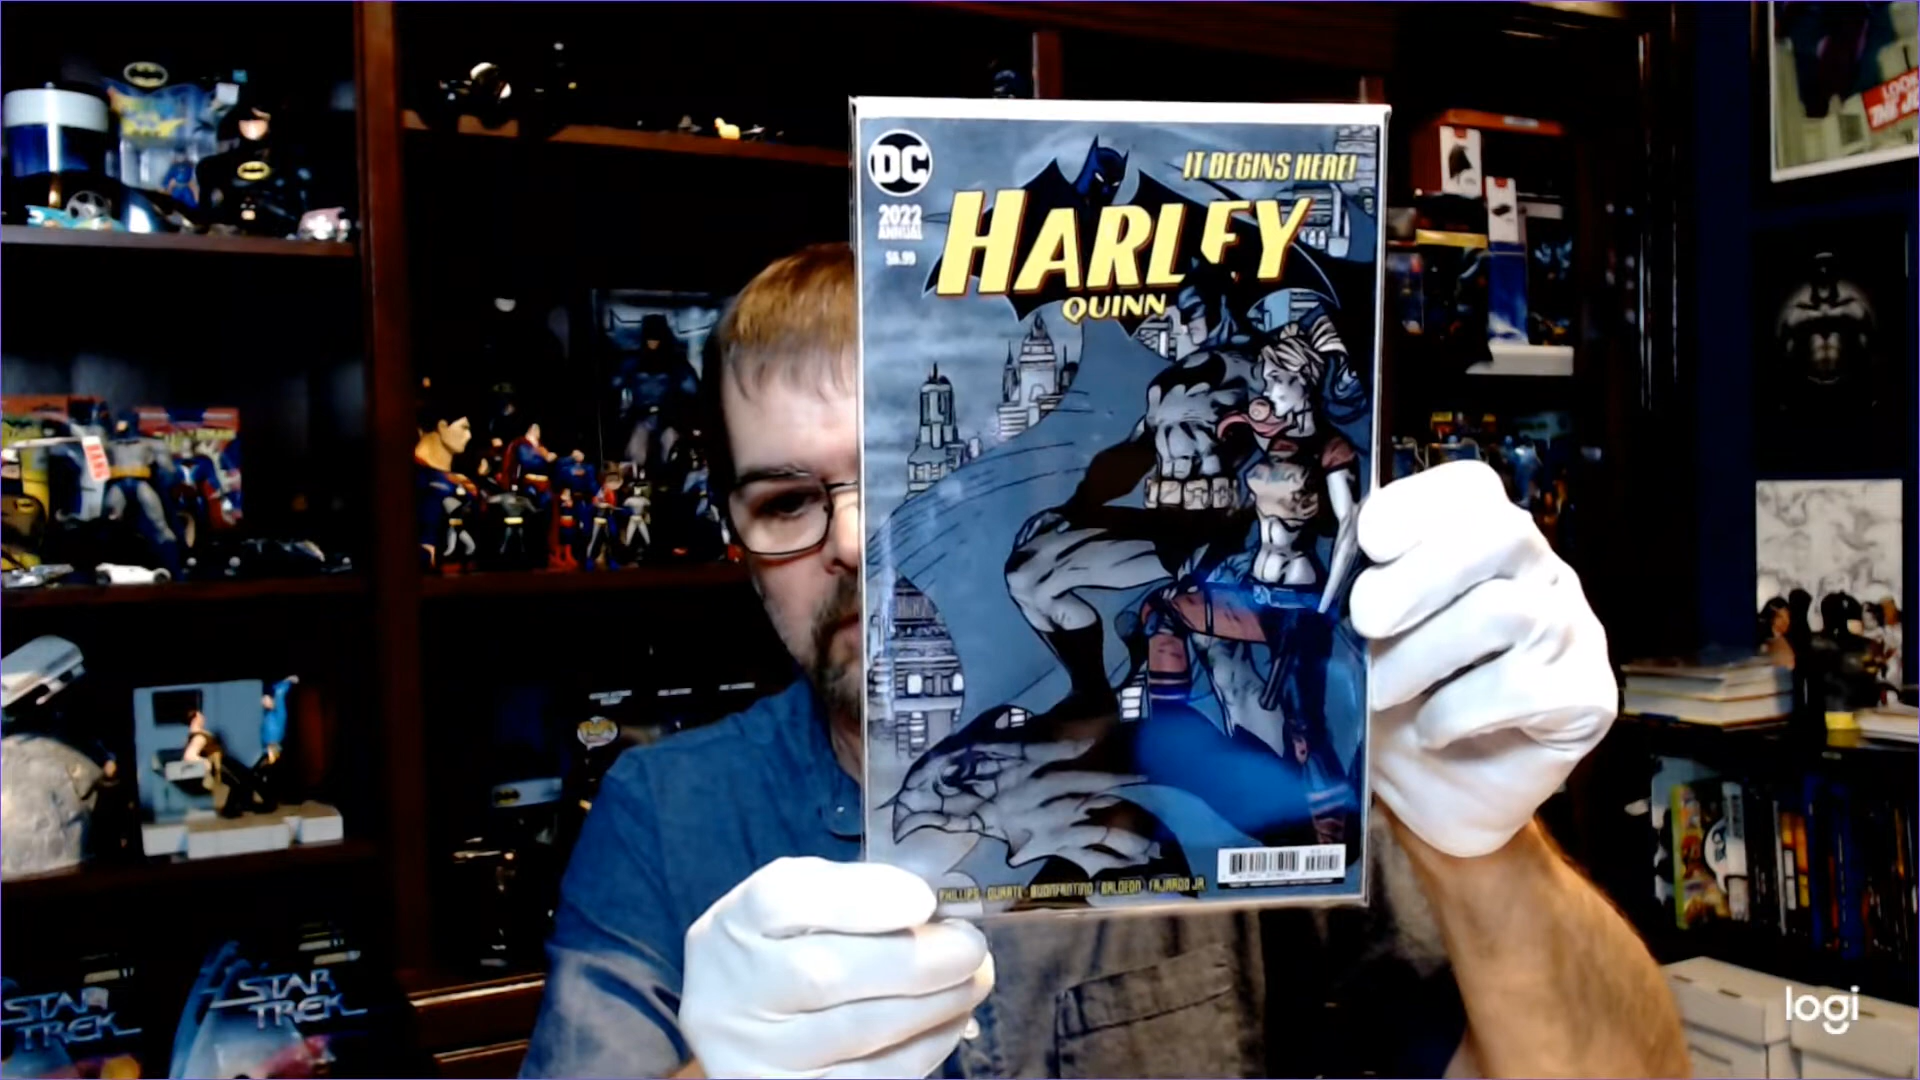 DC
IT BEGINS HERE!
2022
ANNUAL
$6.99
HARLEY
QUINN
PHILLIPS · DUARTE · BUONFANTINO · BALDEON · FAJARDO JR.
STAR
TREK
STAR
TREK
LOOK
logi